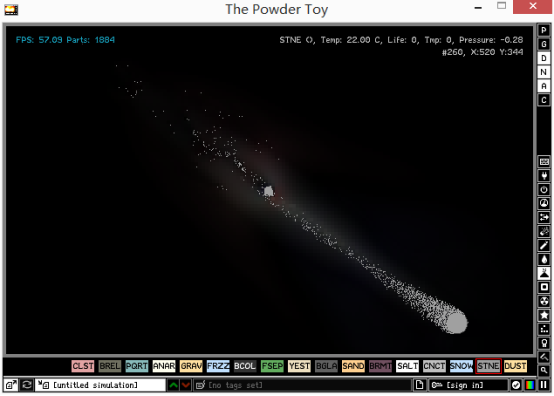 The Powder Toy
FPS: 57.09 Parts: 1884
STNE (), Temp: 22.00 C, Life: 0, Tmp: 0, Pressure: -0.28
#260, X:520 Y:344
P
G
D
N
A
C
CLST BREL PQRT ANAR GRAV FRZZ BCOL FSEP YEST BGLA SAND BRMT SALT CNCT SNOW STNE DUST
[untitled simulation] [no tags set] [sign in]